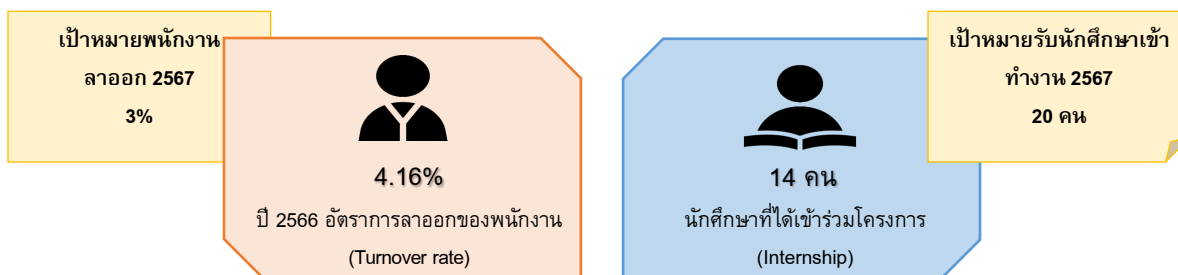 เป้าหมายพนักงาน
ลาออก 2567
3%
4.16%
ปี 2566 อัตราการลาออกของพนักงาน
(Turnover rate)
เป้าหมายรับนักศึกษาเข้า
ทำงาน 2567
20 คน
14 คน
นักศึกษาที่ได้เข้าร่วมโครงการ
(Internship)